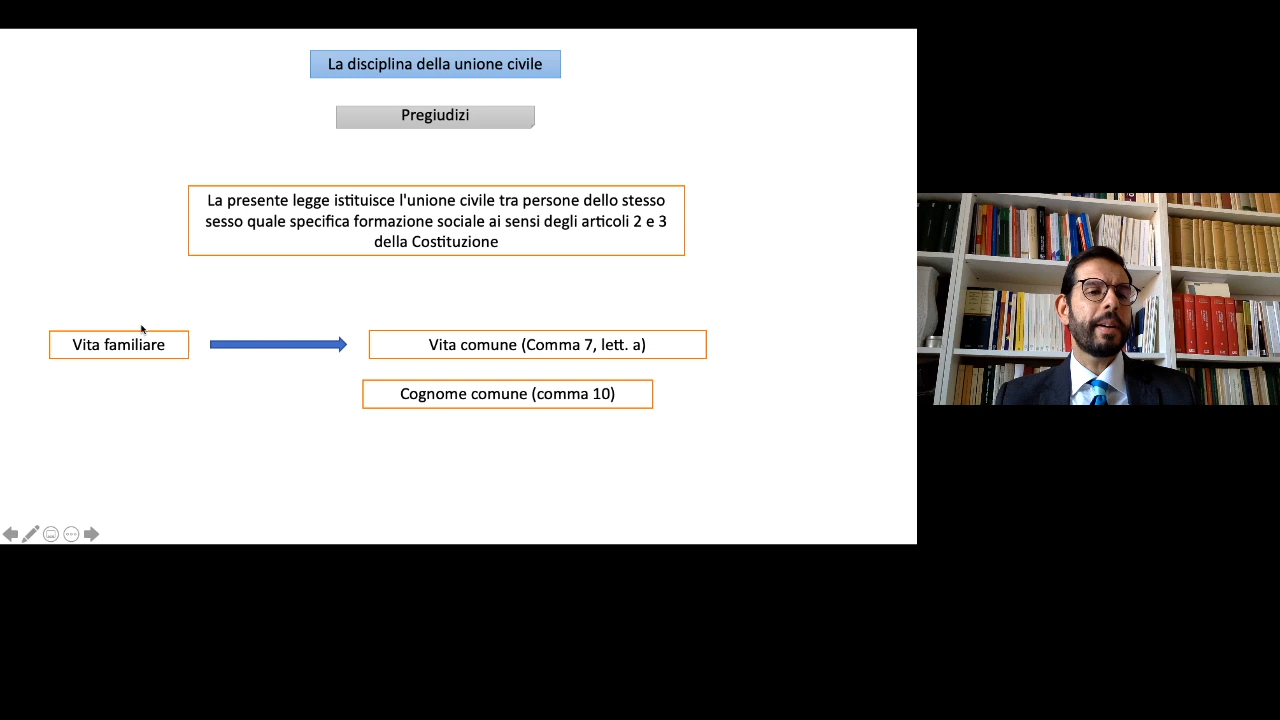 La disciplina della unione civile
Pregiudizi
La presente legge istituisce l'unione civile tra persone dello stesso
sesso quale specifica formazione sociale ai sensi degli articoli 2 e 3
della Costituzione
Vita familiare
Vita comune (Comma 7, lett. a)
Cognome comune (comma 10)